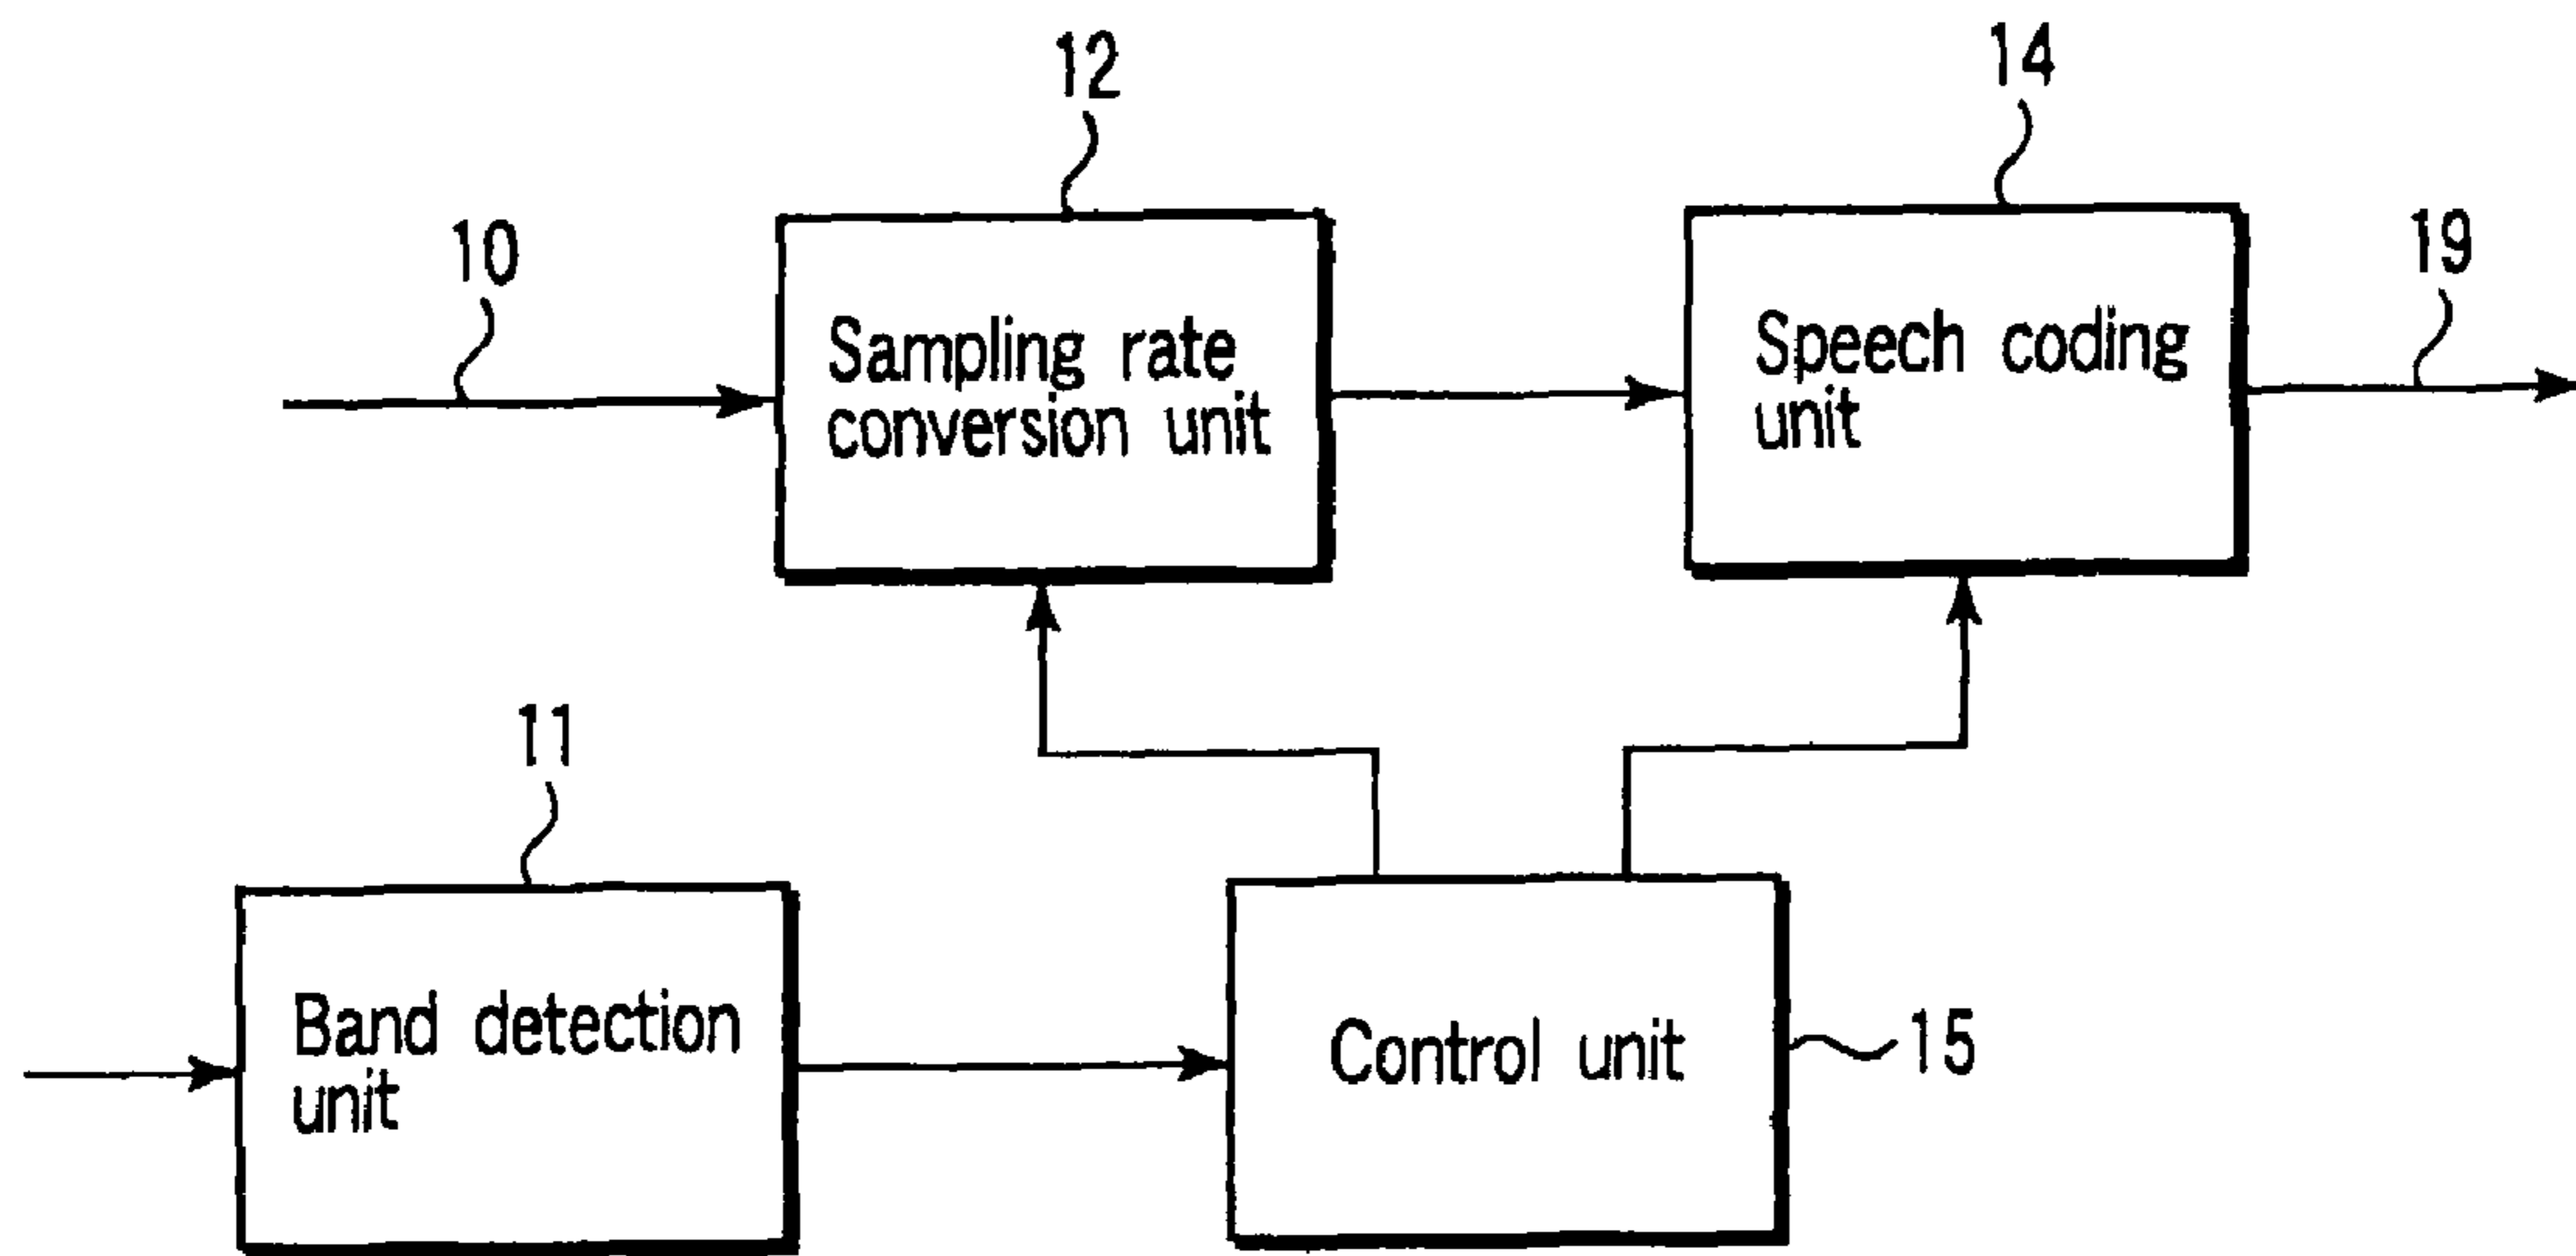 12
14
10
19
Sampling rate
conversion unit
Speech coding
unit
11
Band detection
unit
Control unit
15